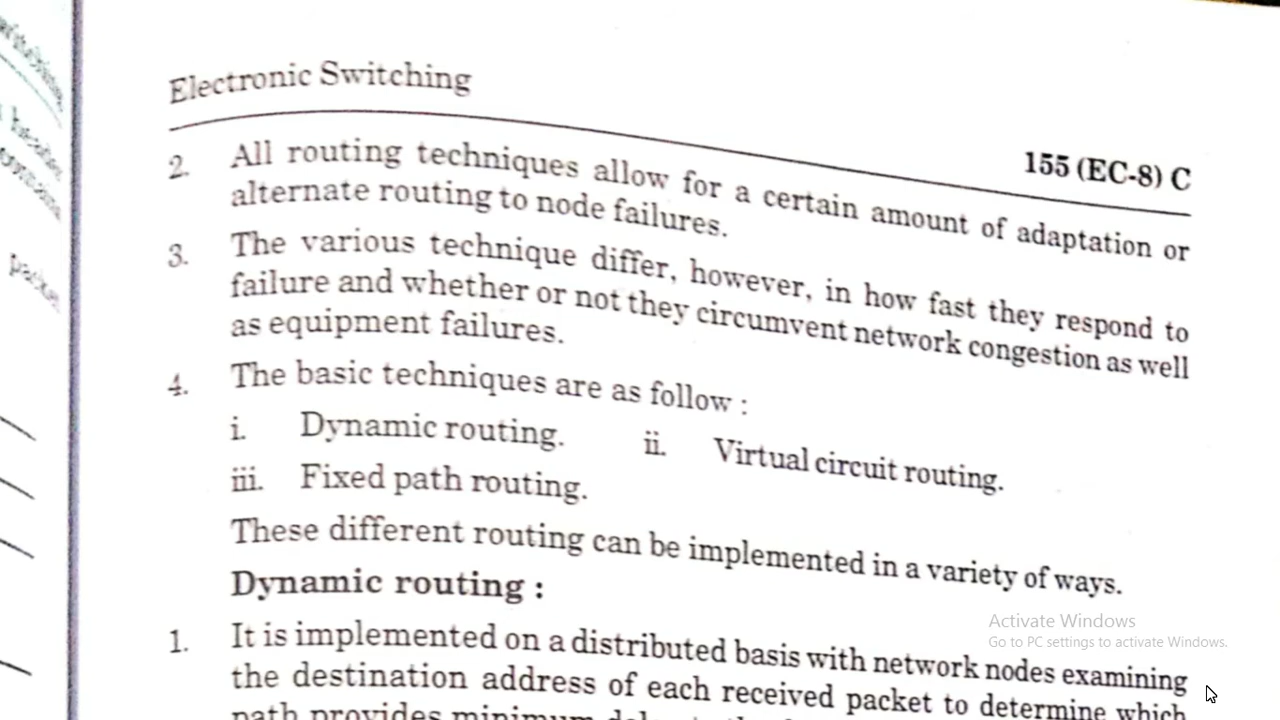 Electronic Switching
155 (EC-8) C
2. All routing techniques allow for a certain amount of adaptation or
alternate routing to node failures.
3. The various technique differ, however, in how fast they respond to
failure and whether or not they circumvent network congestion as well
as equipment failures.
4. The basic techniques are as follow :
i. Dynamic routing. ii. Virtual circuit routing.
iii. Fixed path routing.
These different routing can be implemented in a variety of ways.
Dynamic routing :
1. It is implemented on a distributed basis with network nodes examining
the destination address of each received packet to determine which
path provides minimum
packet
Activate Windows
Go to PC settings to activate Windows.